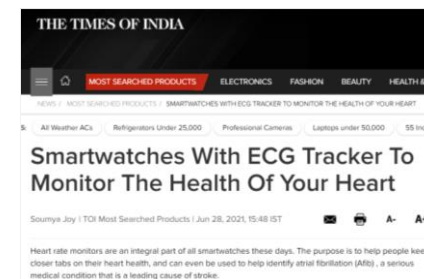 THE TIMES OF INDIA
MOST SEARCHED PRODUCTS ELECTRONICS FASHION BEAUTY HEALTH &
NEWS / MOST SEARCHED PRODUCTS / SMARTWATCHES WITH ECG TRACKER TO MONITOR THE HEALTH OF YOUR HEART
S: All Weather ACs Refrigerators Under 25,000 Professional Cameras Laptops under 50,000 55 Inc
Smartwatches With ECG Tracker To
Monitor The Health Of Your Heart
Soumya Joy | TOI Most Searched Products | Jun 28, 2021, 15:48 IST A- A+
Heart rate monitors are an integral part of all smartwatches these days. The purpose is to help people kee
closer tabs on their heart health, and can even be used to help identify atrial fibrillation (Afib) , a serious
medical condition that is a leading cause of stroke.